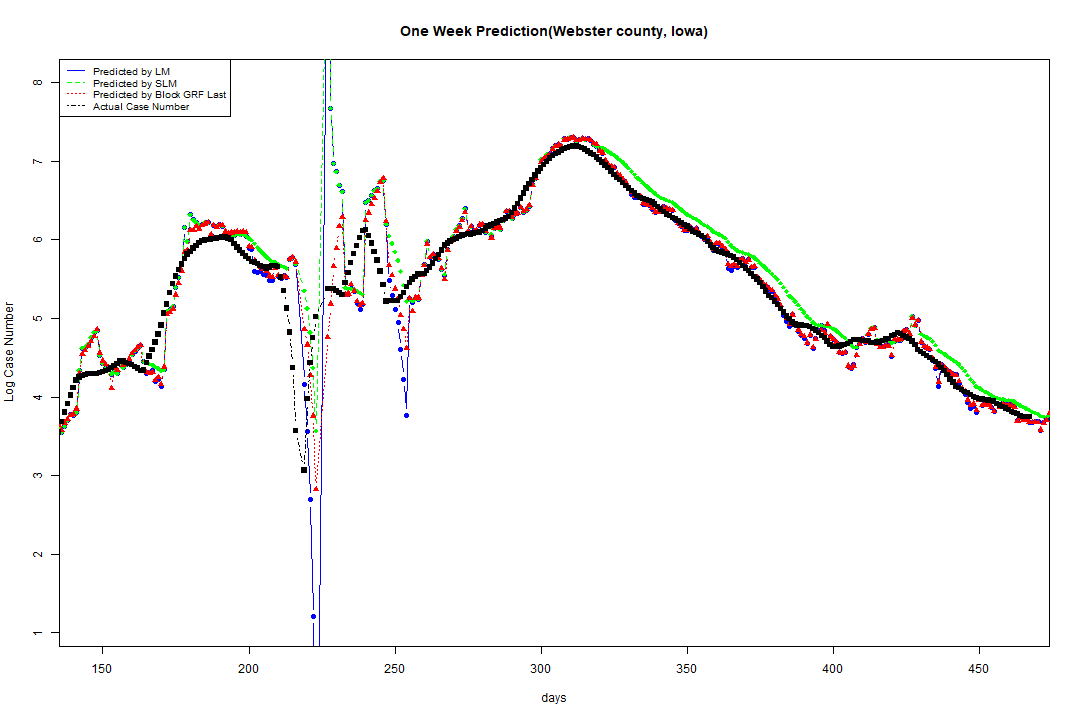 One Week Prediction(Webster county, Iowa)
Predicted by LM
Predicted by SLM
Predicted by Block GRF Last
Actual Case Number
Log Case Number
8
7
6
5
4
3
2
1
150 200 250 300 350 400 450
days